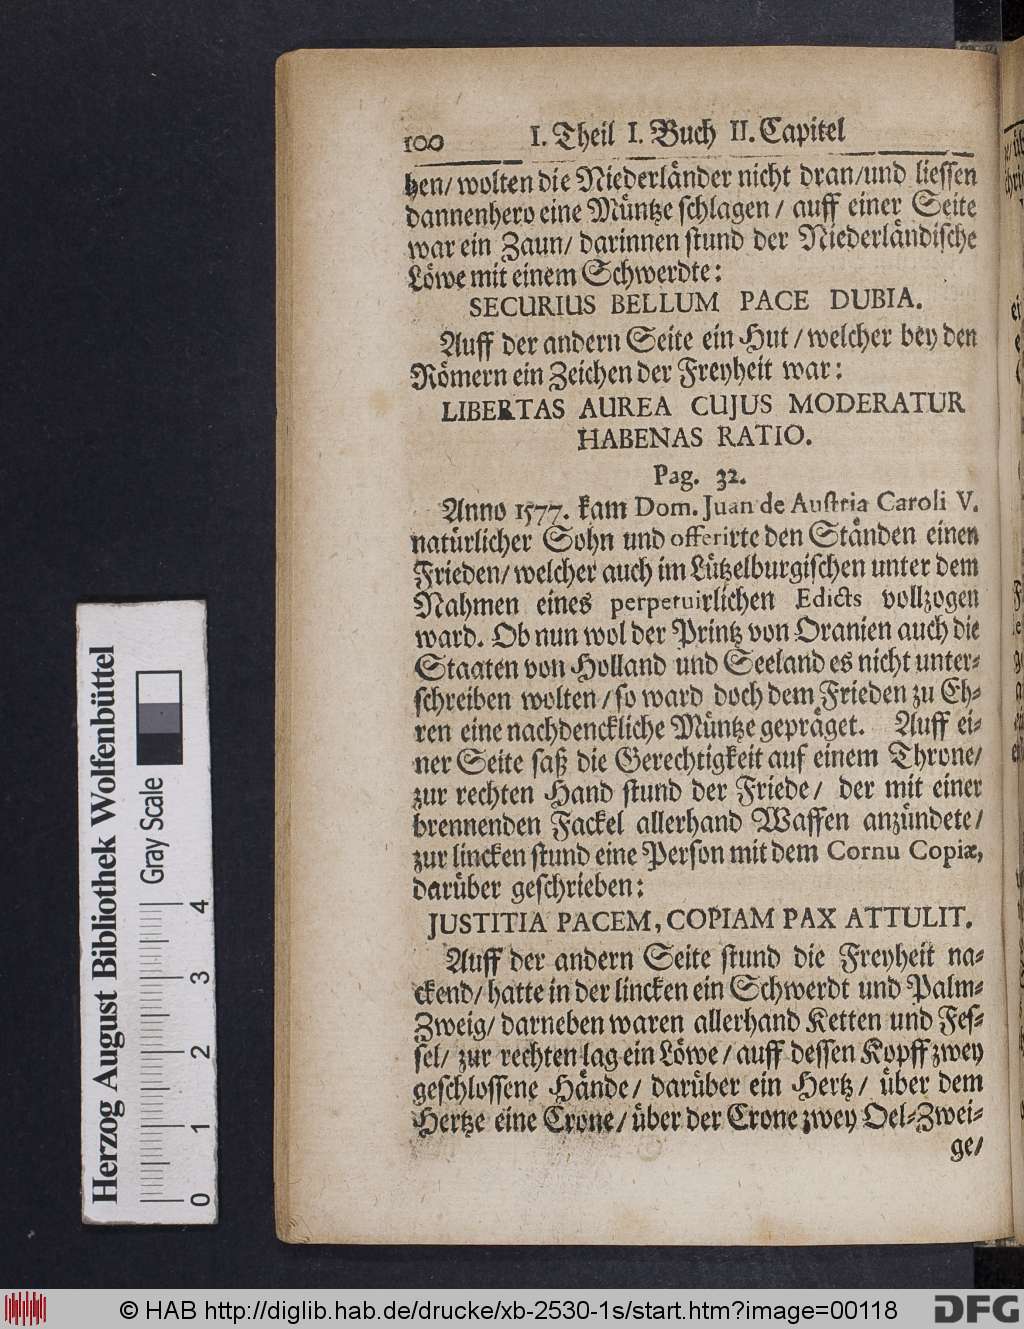 100 I. Theil I. Buch II. Capitel
tzen/ wolten die Niederländer nicht dran/und liessen
dannenhero eine Müntze schlagen/ auff einer Seite
war ein Zaun/ darinnen stund der Niederländische
Löwe mit einem Schwerdte:
SECURIUS BELLUM PACE DUBIA.
Auff der andern Seite ein Hut/welcher bey den
Römern ein Zeichen der Freyheit war:
LIBERTAS AUREA CUJUS MODERATUR
HABENAS RATIO.
Pag. 32.
Anno 1577. kam Dom. Juan de Austria Caroli V.
natürlicher Sohn und offerirte den Ständen einen
Frieden/ welcher auch im Lützelburgischen unter dem
Nahmen eines perpetuirlichen Edicts vollzogen
ward. Ob nun wol der Printz von Oranien auch die
Staaten von Holland und Seeland es nicht unter-
schreiben wolten/so ward doch dem Frieden zu Eh-
ren eine nachdenckliche Müntze gepräget. Auff ei-
ner Seite saß die Gerechtigkeit auf einem Throne/
zur rechten Hand stund der Friede/ der mit einer
brennenden Fackel allerhand Waffen anzündete/
zur lincken stund eine Person mit dem Cornu Copiæ,
darüber geschrieben:
JUSTITIA PACEM, COPIAM PAX ATTULIT.
Auff der andern Seite stund die Freyheit na-
ckend/ hatte in der lincken ein Schwerdt und Palm-
Zweig/ darneben waren allerhand Ketten und Fes-
sel/ zur rechten lag ein Löwe/ auff dessen Kopff zwey
geschlossene Hände/ darüber ein Hertz/ über dem
Hertze eine Crone/ über der Crone zwey Oel-Zwei-
ge/
Herzog August Bibliothek Wolfenbüttel
Gray Scale
0 1 2 3 4
© HAB http://diglib.hab.de/drucke/xb-2530-1s/start.htm?image=00118
DFG